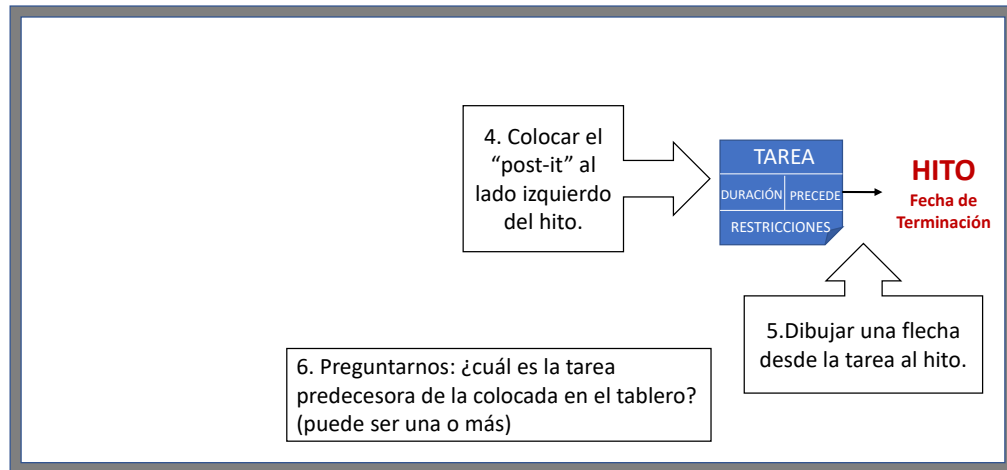 4. Colocar el
“post-it” al
lado izquierdo
del hito.
TAREA
DURACIÓN PRECEDE
RESTRICCIONES
HITO
Fecha de
Terminación
5.Dibujar una flecha
desde la tarea al hito.
6. Preguntarnos: ¿cuál es la tarea
predecesora de la colocada en el tablero?
(puede ser una o más)